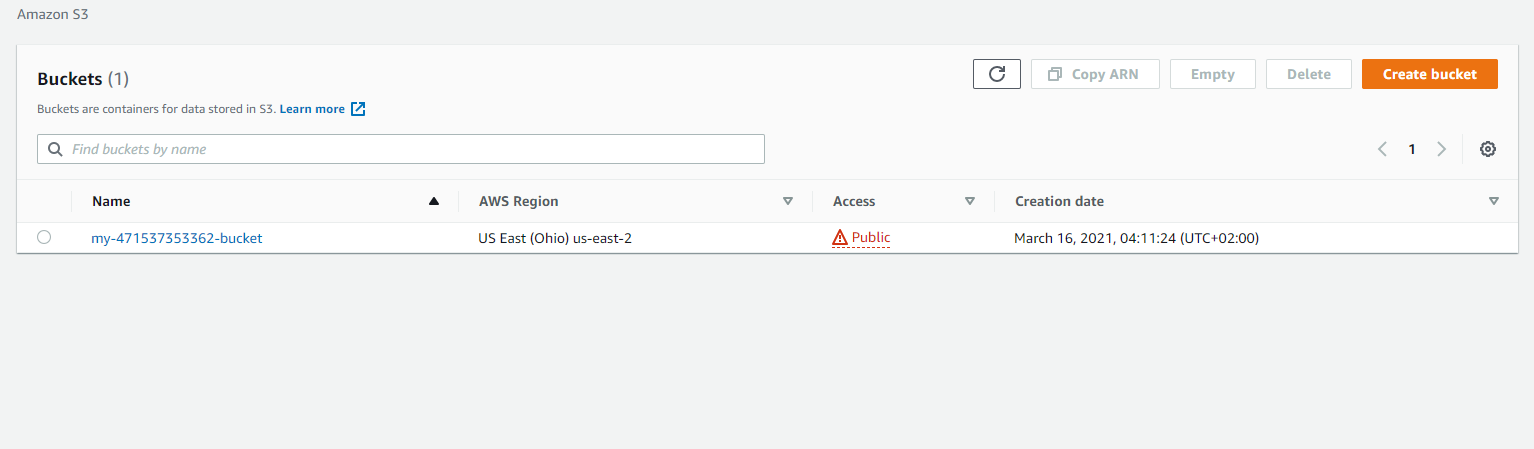 Amazon S3
Buckets (1)
Copy ARN
Empty
Delete
Create bucket
Buckets are containers for data stored in S3. Learn more
Find buckets by name
1
Name AWS Region Access Creation date
my-471537353362-bucket US East (Ohio) us-east-2 Public March 16, 2021, 04:11:24 (UTC+02:00)